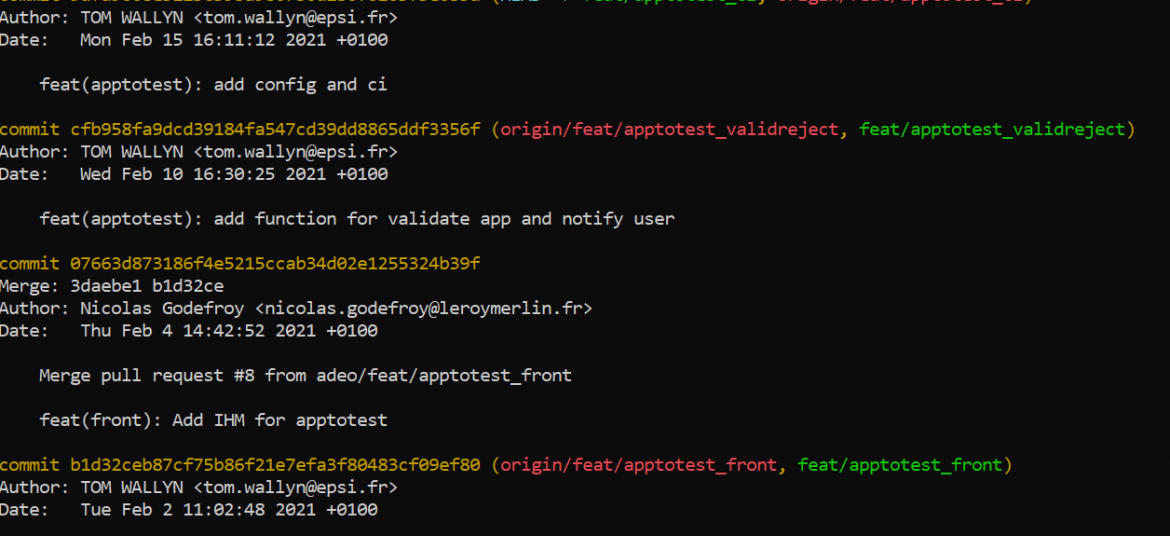 commit
Author: TOM WALLYN <tom.wallyn@epsi.fr>
Date:   Mon Feb 15 16:11:12 2021 +0100
feat(apptotest): add config and ci
commit cfb958fa9dcd39184fa547cd39dd8865ddf3356f (origin/feat/apptotest_validreject, feat/apptotest_validreject)
Author: TOM WALLYN <tom.wallyn@epsi.fr>
Date:   Wed Feb 10 16:30:25 2021 +0100
feat(apptotest): add function for validate app and notify user
commit 07663d873186f4e5215ccab34d02e1255324b39f
Merge: 3daebe1 b1d32ce
Author: Nicolas Godefroy <nicolas.godefroy@leroymerlin.fr>
Date:   Thu Feb 4 14:42:52 2021 +0100
Merge pull request #8 from adeo/feat/apptotest_front
feat(front): Add IHM for apptotest
commit b1d32ceb87cf75b86f21e7efa3f80483cf09ef80 (origin/feat/apptotest_front, feat/apptotest_front)
Author: TOM WALLYN <tom.wallyn@epsi.fr>
Date:   Tue Feb 2 11:02:48 2021 +0100